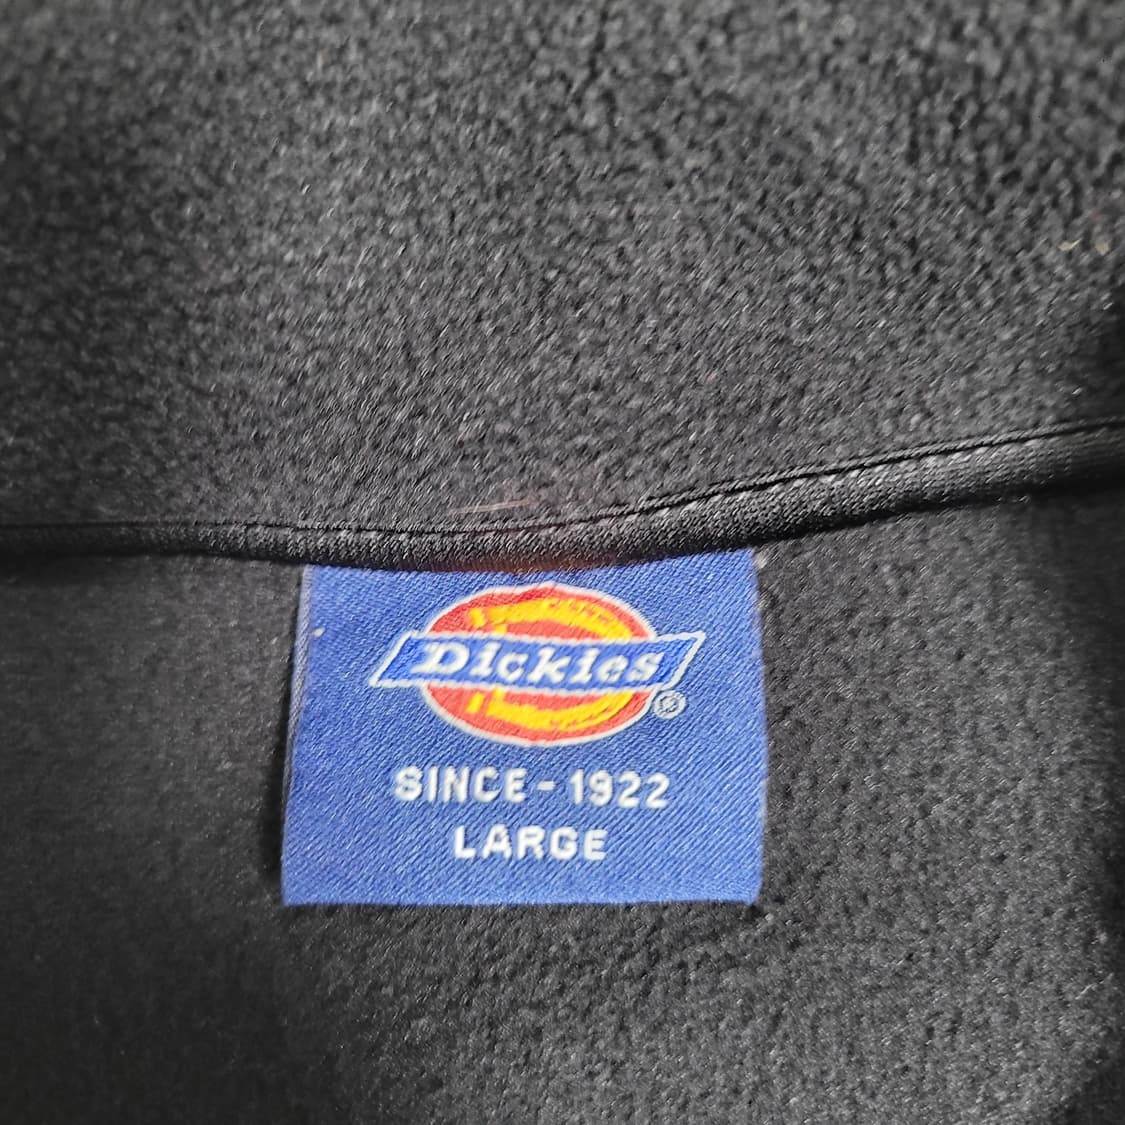 Dickies
®
SINCE - 1922
LARGE